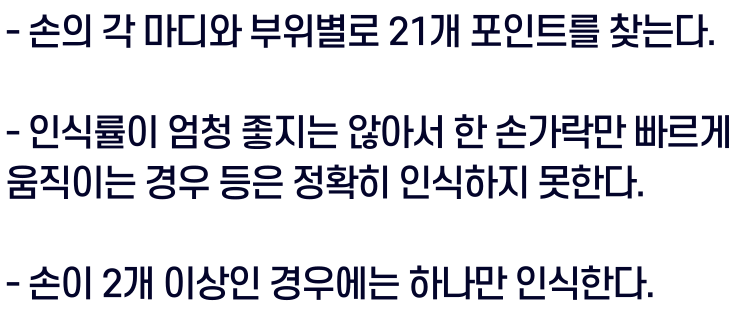 - 손의 각 마디와 부위별로 21개 포인트를 찾는다.
- 인식률이 엄청 좋지는 않아서 한 손가락만 빠르게
움직이는 경우 등은 정확히 인식하지 못한다.
- 손이 2개 이상인 경우에는 하나만 인식한다.